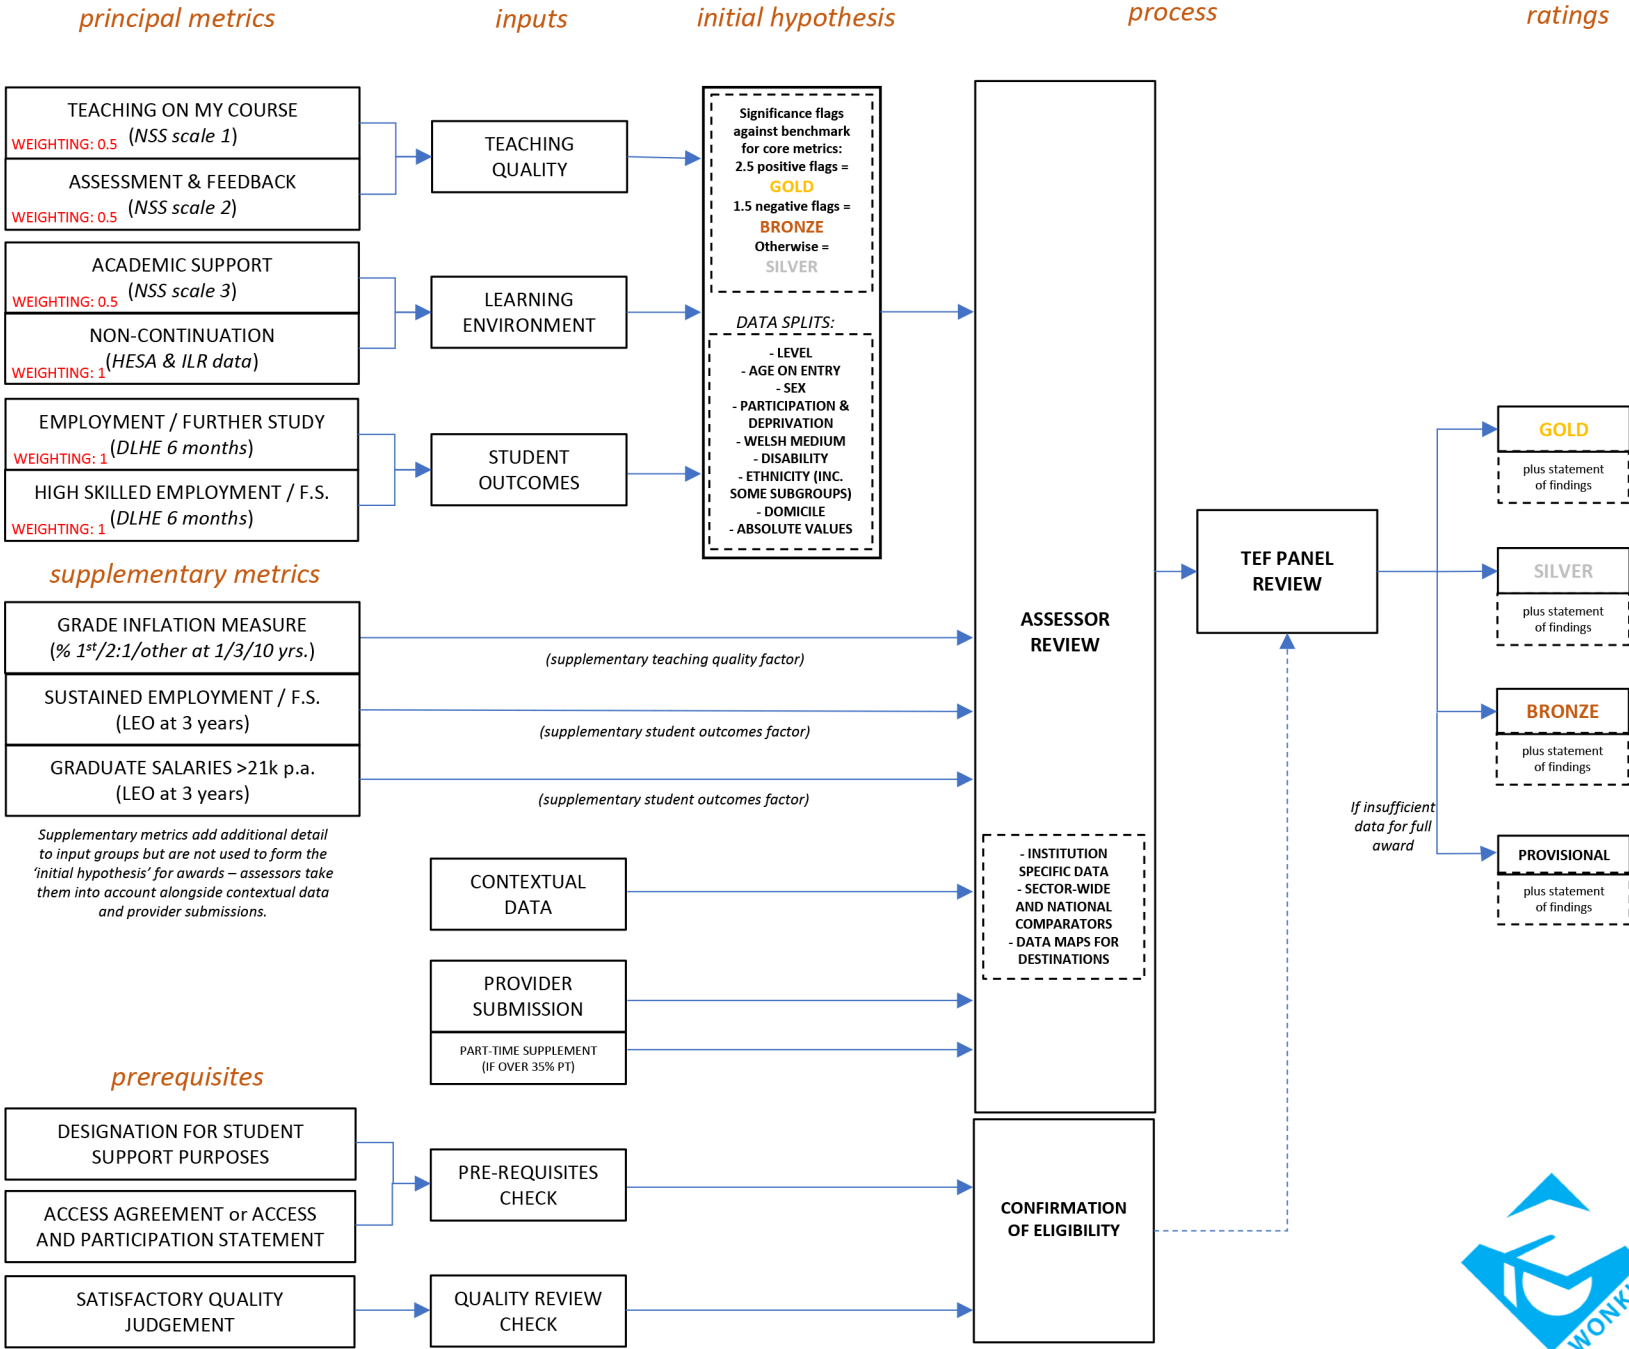 principal metrics
inputs
initial hypothesis
process
ratings
TEACHING ON MY COURSE
(NSS scale 1)
WEIGHTING: 0.5
ASSESSMENT & FEEDBACK
(NSS scale 2)
WEIGHTING: 0.5
ACADEMIC SUPPORT
(NSS scale 3)
WEIGHTING: 0.5
NON-CONTINUATION
(HESA & ILR data)
WEIGHTING: 1
EMPLOYMENT / FURTHER STUDY
(DLHE 6 months)
WEIGHTING: 1
HIGH SKILLED EMPLOYMENT / F.S.
(DLHE 6 months)
WEIGHTING: 1
TEACHING
QUALITY
LEARNING
ENVIRONMENT
STUDENT
OUTCOMES
Significance flags
against benchmark
for core metrics:
2.5 positive flags =
GOLD
1.5 negative flags =
BRONZE
Otherwise =
SILVER
DATA SPLITS:
- LEVEL
- AGE ON ENTRY
- SEX
- PARTICIPATION &
DEPRIVATION
- WELSH MEDIUM
- DISABILITY
- ETHNICITY (INC.
SOME SUBGROUPS)
- DOMICILE
- ABSOLUTE VALUES
supplementary metrics
GRADE INFLATION MEASURE
(% 1st/2:1/other at 1/3/10 yrs.)
SUSTAINED EMPLOYMENT / F.S.
(LEO at 3 years)
GRADUATE SALARIES >21k p.a.
(LEO at 3 years)
Supplementary metrics add additional detail
to input groups but are not used to form the
'initial hypothesis' for awards – assessors take
them into account alongside contextual data
and provider submissions.
(supplementary teaching quality factor)
(supplementary student outcomes factor)
(supplementary student outcomes factor)
CONTEXTUAL
DATA
PROVIDER
SUBMISSION
PART-TIME SUPPLEMENT
(IF OVER 35% PT)
ASSESSOR
REVIEW
- INSTITUTION
SPECIFIC DATA
- SECTOR-WIDE
AND NATIONAL
COMPARATORS
- DATA MAPS FOR
DESTINATIONS
TEF PANEL
REVIEW
GOLD
plus statement
of findings
SILVER
plus statement
of findings
BRONZE
plus statement
of findings
If insufficient
data for full
award
PROVISIONAL
plus statement
of findings
prerequisites
DESIGNATION FOR STUDENT
SUPPORT PURPOSES
ACCESS AGREEMENT or ACCESS
AND PARTICIPATION STATEMENT
SATISFACTORY QUALITY
JUDGEMENT
PRE-REQUISITES
CHECK
QUALITY REVIEW
CHECK
CONFIRMATION
OF ELIGIBILITY